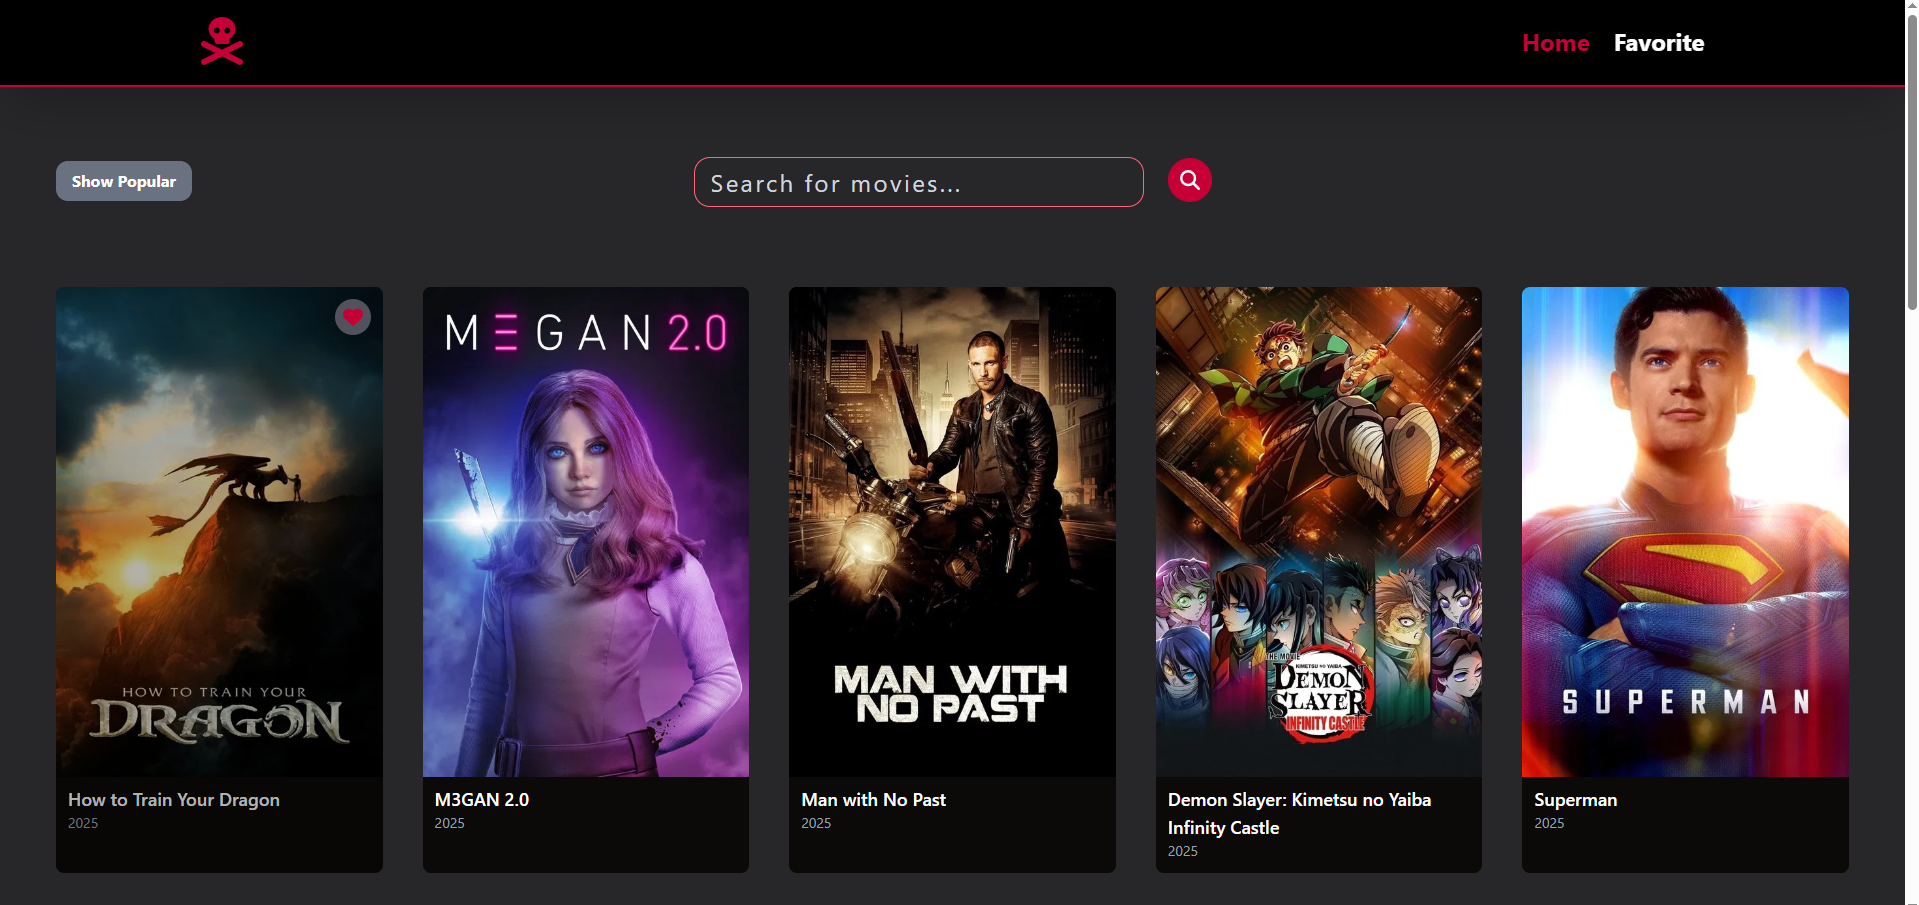 Home Favorite
Show Popular
Search for movies...
HOW TO TRAIN YOUR
DRAGON
How to Train Your Dragon
2025
MΞGAN 2.0
M3GAN 2.0
2025
MAN WITH
NO PAST
Man with No Past
2025
THE MOVIE
KIMETSU NO YAIBA
DEMON
SLAYER
INFINITY CASTLE
Demon Slayer: Kimetsu no Yaiba
Infinity Castle
2025
SUPERMAN
Superman
2025